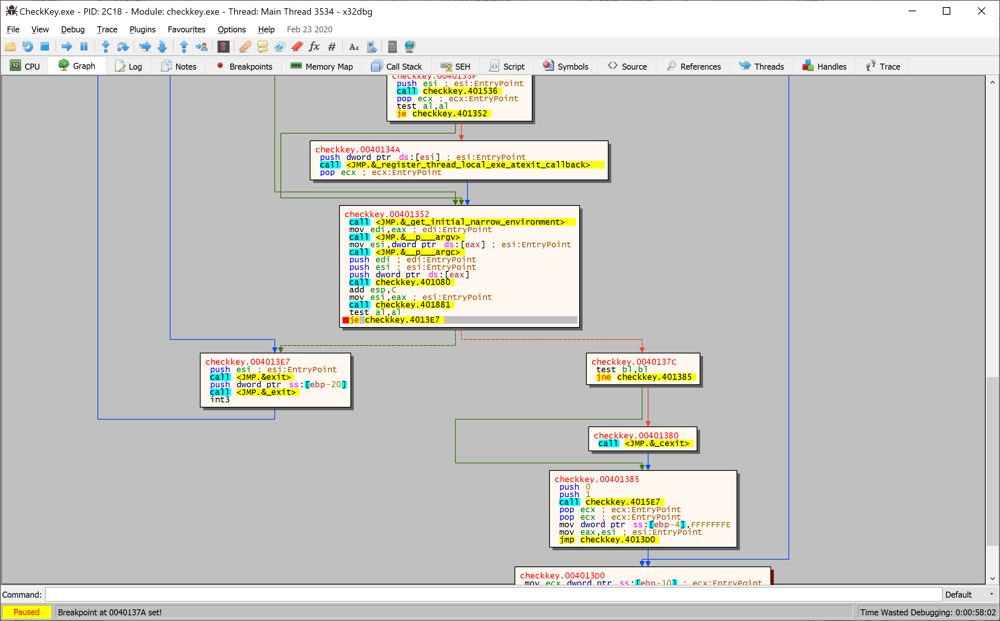 CheckKey.exe - PID: 2C18 - Module: checkkey.exe - Thread: Main Thread 3534 - x32dbg
File View Debug Trace Plugins Favourites Options Help Feb 23 2020
32 CPU Graph Log Notes Breakpoints Memory Map Call Stack SEH Script Symbols Source References Threads Handles Trace
checkkey.0040133F
push esi ; esi:EntryPoint
call checkkey.401536
pop ecx ; ecx:EntryPoint
test al,al
je checkkey.401352
checkkey.0040134A
push dword ptr ds:[esi] ; esi:EntryPoint
call <JMP.&_register_thread_local_exe_atexit_callback>
pop ecx ; ecx:EntryPoint
checkkey.00401352
call <JMP.&_get_initial_narrow_environment>
mov edi,eax ; edi:EntryPoint
call <JMP.&__p___argv>
mov esi,dword ptr ds:[eax] ; esi:EntryPoint
call <JMP.&__p___argc>
push edi ; edi:EntryPoint
push esi ; esi:EntryPoint
push dword ptr ds:[eax]
call checkkey.401080
add esp,C
mov esi,eax ; esi:EntryPoint
call checkkey.401881
test al,al
je checkkey.4013E7
checkkey.004013E7
push esi ; esi:EntryPoint
call <JMP.&exit>
push dword ptr ss:[ebp-20]
call <JMP.&_exit>
int3
checkkey.0040137C
test bl,bl
jne checkkey.401385
checkkey.00401380
call <JMP.&_cexit>
checkkey.00401385
push 0
push 1
call checkkey.4015E7
pop ecx ; ecx:EntryPoint
pop ecx ; ecx:EntryPoint
mov dword ptr ss:[ebp-4],FFFFFFFE
mov eax,esi ; esi:EntryPoint
jmp checkkey.4013D0
checkkey.004013D0
mov ecx,dword ptr ss:[ebp-10] ; ecx:EntryPoint
Command: Default
Paused Breakpoint at 0040137A set! Time Wasted Debugging: 0:00:58:02